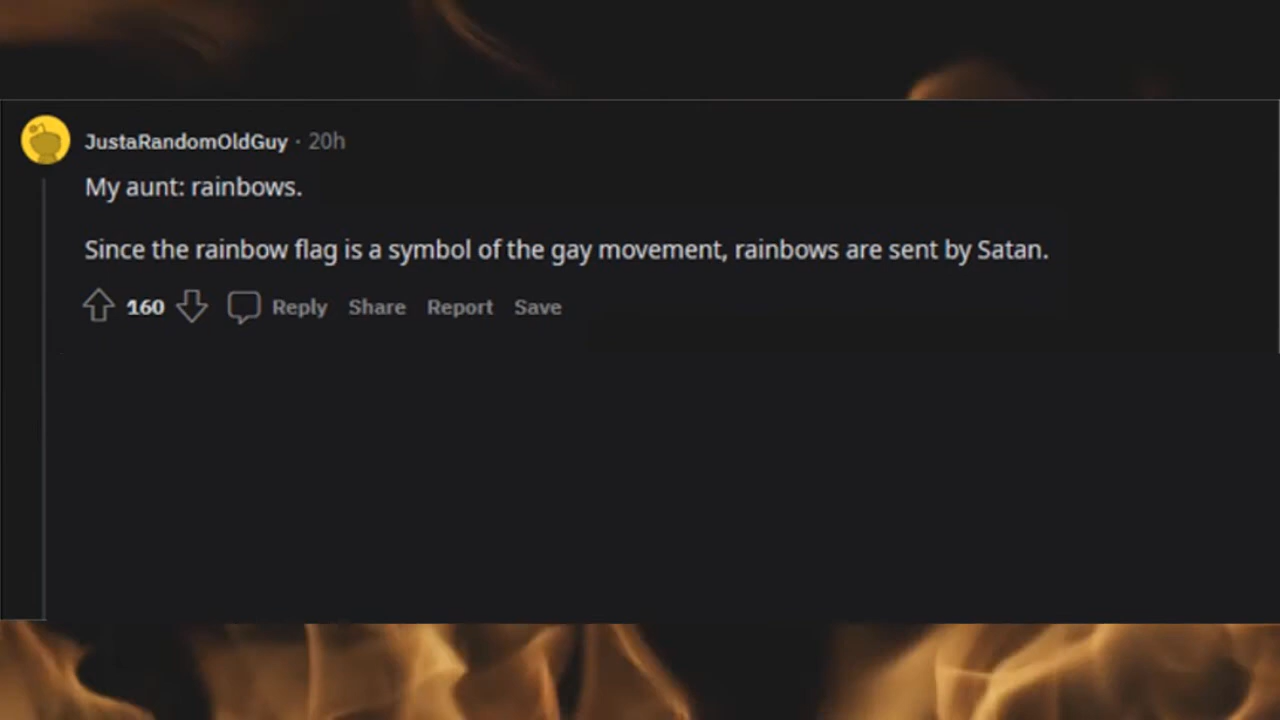 JustaRandomOldGuy · 20h
My aunt: rainbows.
Since the rainbow flag is a symbol of the gay movement, rainbows are sent by Satan.
160 Reply Share Report Save